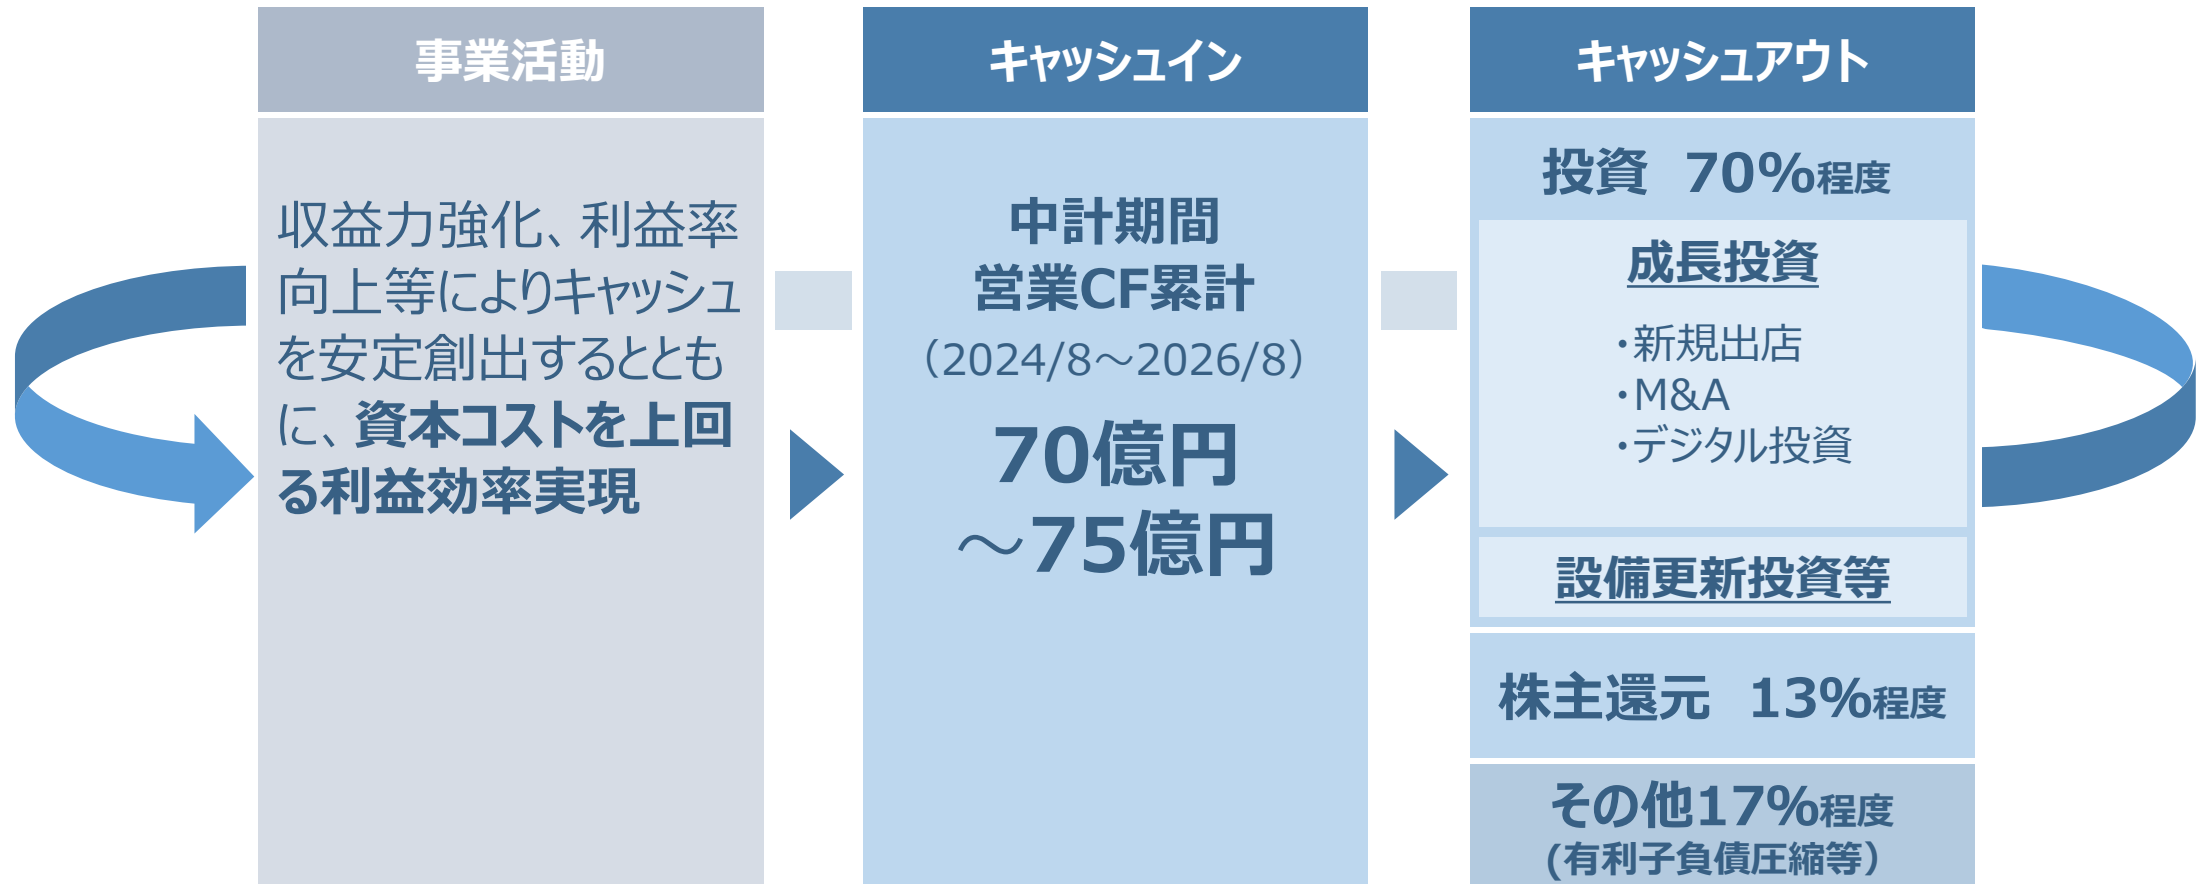 事業活動
収益力強化、利益率
向上等によりキャッシュ
を安定創出するととも
に、資本コストを上回
る利益効率実現
キャッシュイン
中計期間
営業CF累計
（2024/8～2026/8）
70億円
～75億円
キャッシュアウト
投資 70%程度
成長投資
・新規出店
・M&A
・デジタル投資
設備更新投資等
株主還元 13%程度
その他17%程度
(有利子負債圧縮等）